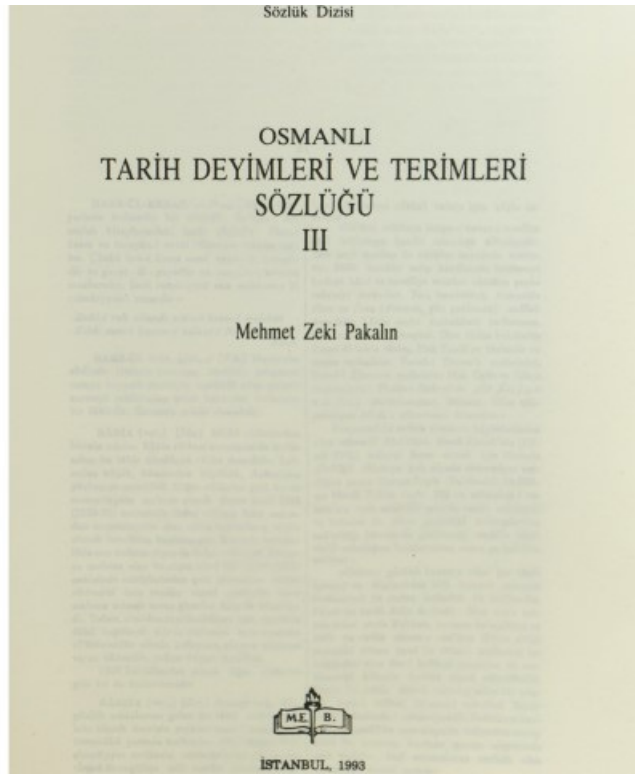 Sözlük Dizisi
OSMANLI
TARİH DEYİMLERİ VE TERİMLERİ
SÖZLÜĞÜ
III
Mehmet Zeki Pakalın
M.E. B.
İSTANBUL, 1993